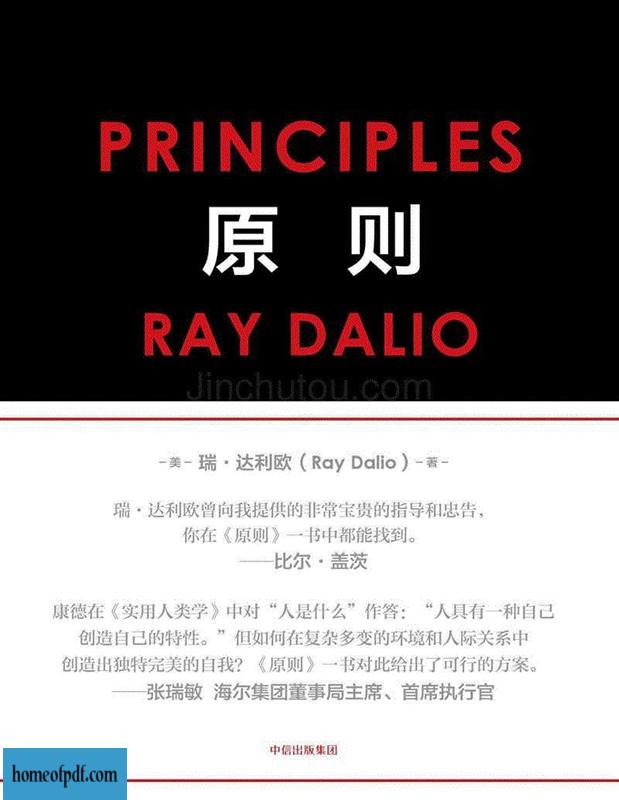 PRINCIPLES
原 则
RAY DALIO
Jinchutou.com
－美－ 瑞·达利欧（Ray Dalio）－著－
瑞·达利欧曾向我提供的非常宝贵的指导和忠告，
你在《原则》一书中都能找到。
——比尔·盖茨
康德在《实用人类学》中对“人是什么”作答：“人具有一种自己
创造自己的特性。”但如何在复杂多变的环境和人际关系中
创造出独特完美的自我？《原则》一书对此给出了可行的方案。
——张瑞敏 海尔集团董事局主席、首席执行官
中信出版集团
homeofpdf.com